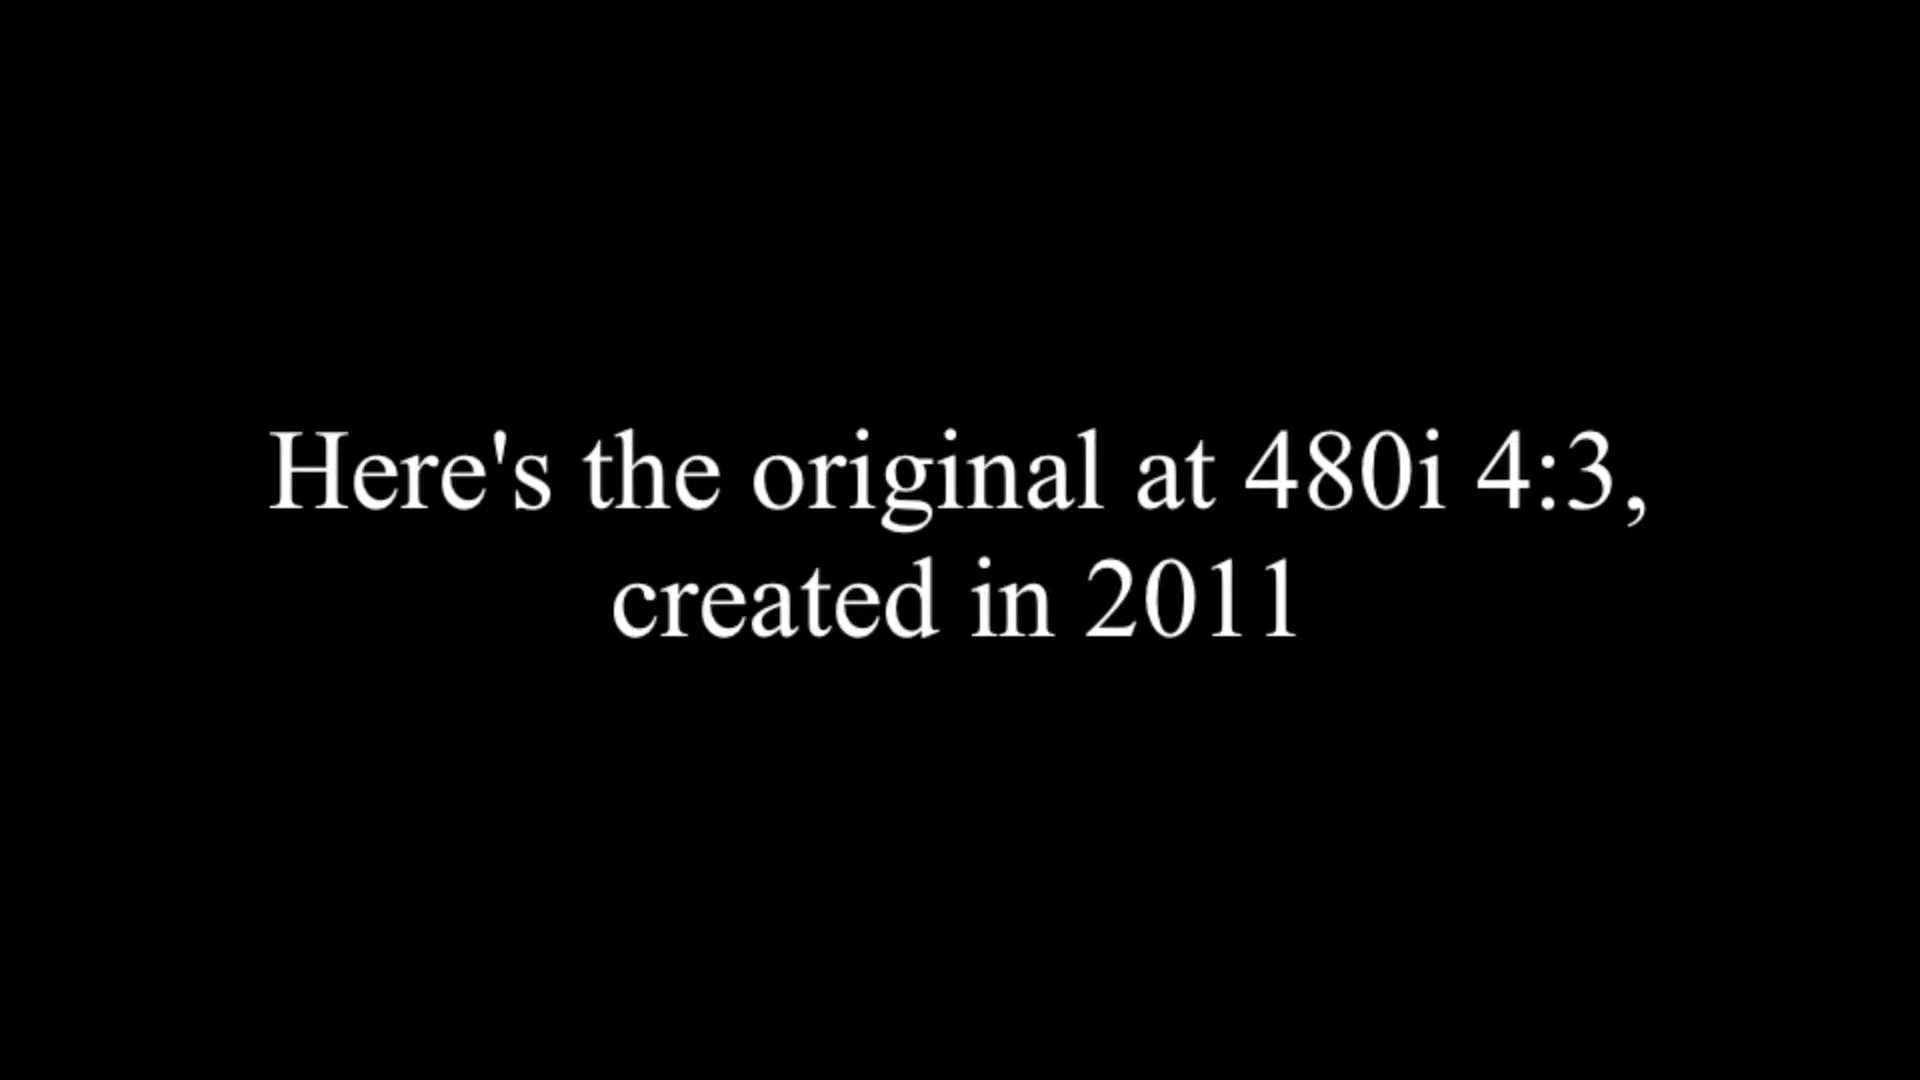 Here's the original at 480i 4:3,
created in 2011